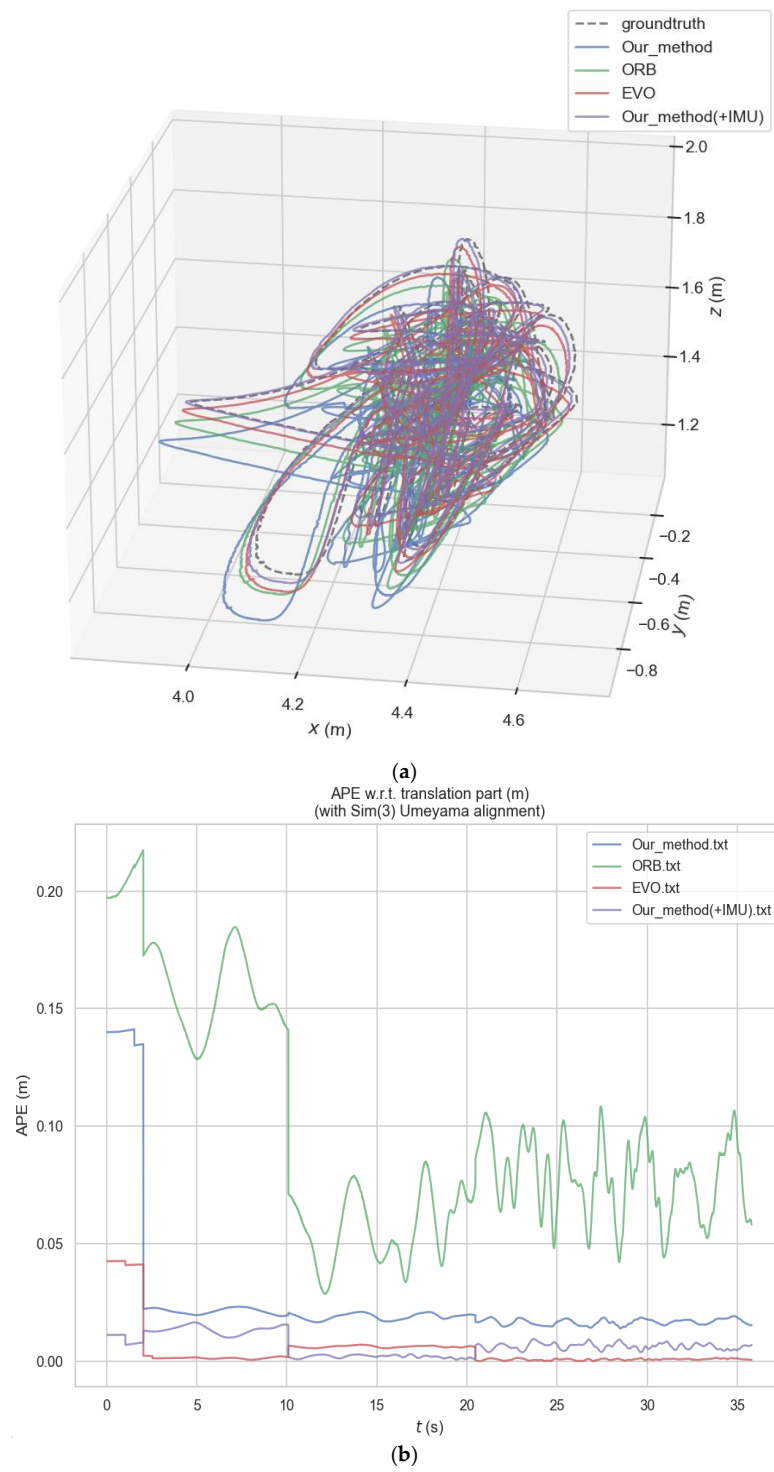 groundtruth
Our_method
ORB
EVO
Our_method(+IMU)
2.0
1.8
1.6
z (m)
1.4
1.2
−0.2
−0.4
−0.6
y (m)
−0.8
4.0
4.2
4.4
4.6
x (m)
(a)
APE w.r.t. translation part (m)
(with Sim(3) Umeyama alignment)
Our_method.txt
ORB.txt
EVO.txt
Our_method(+IMU).txt
0.20
0.15
0.10
0.05
0.00
APE (m)
0
5
10
15
20
25
30
35
t (s)
(b)